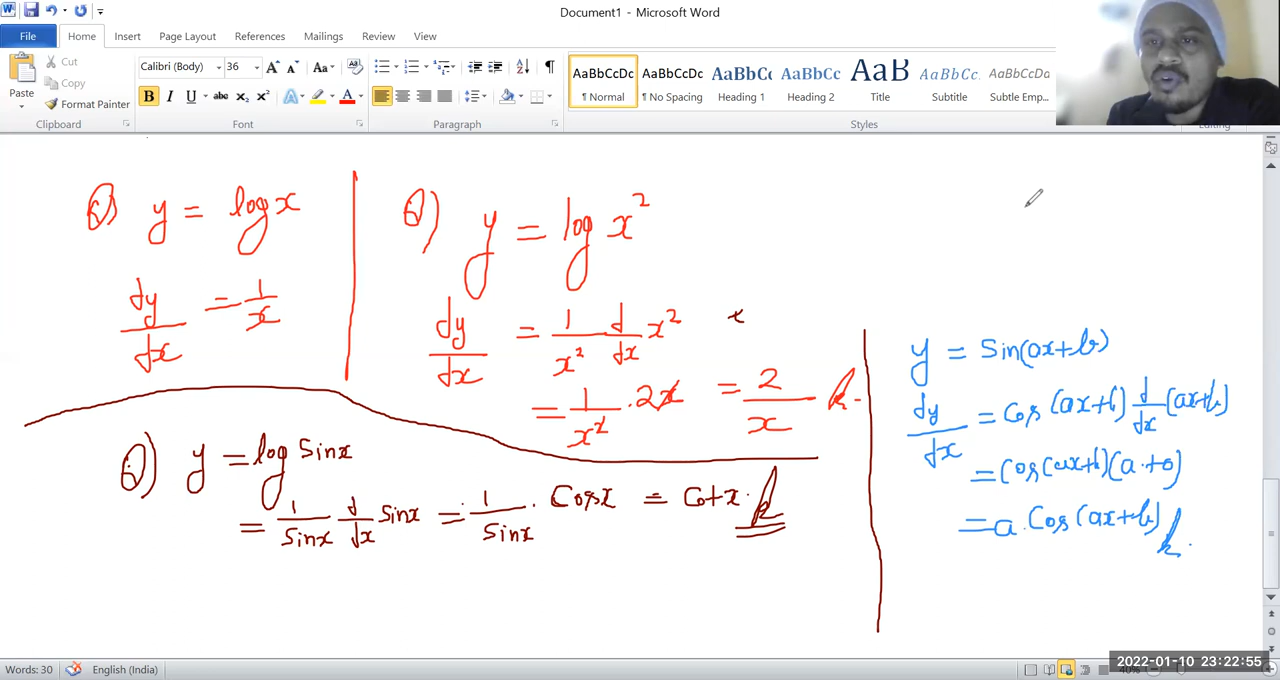 Document1 - Microsoft Word
File Home Insert Page Layout References Mailings Review View
Cut
Copy
Format Painter
Paste
Clipboard
Calibri (Body) 36
Font
Paragraph
AaBbCcDc AaBbCcDc AaBbCc AaBbCc AaB AaBbCc. AaBbCcDc
¶ Normal ¶ No Spacing Heading 1 Heading 2 Title Subtitle Subtle Emp...
Styles
Editing
Q) y = log x
dy/dx = 1/x
Q) y = log x²
dy/dx = 1/x² d/dx x²
= 1/x² . 2x = 2/x
Q) y = log Sinx
= 1/Sinx d/dx Sinx = 1/Sinx . Cosx = Cotx.
y = Sin(ax+b)
dy/dx = Cos(ax+b) d/dx (ax+b)
= Cos(ax+b)(a.+0)
= a.Cos(ax+b)
Words: 30 English (India)
40%
2022-01-10 23:22:55